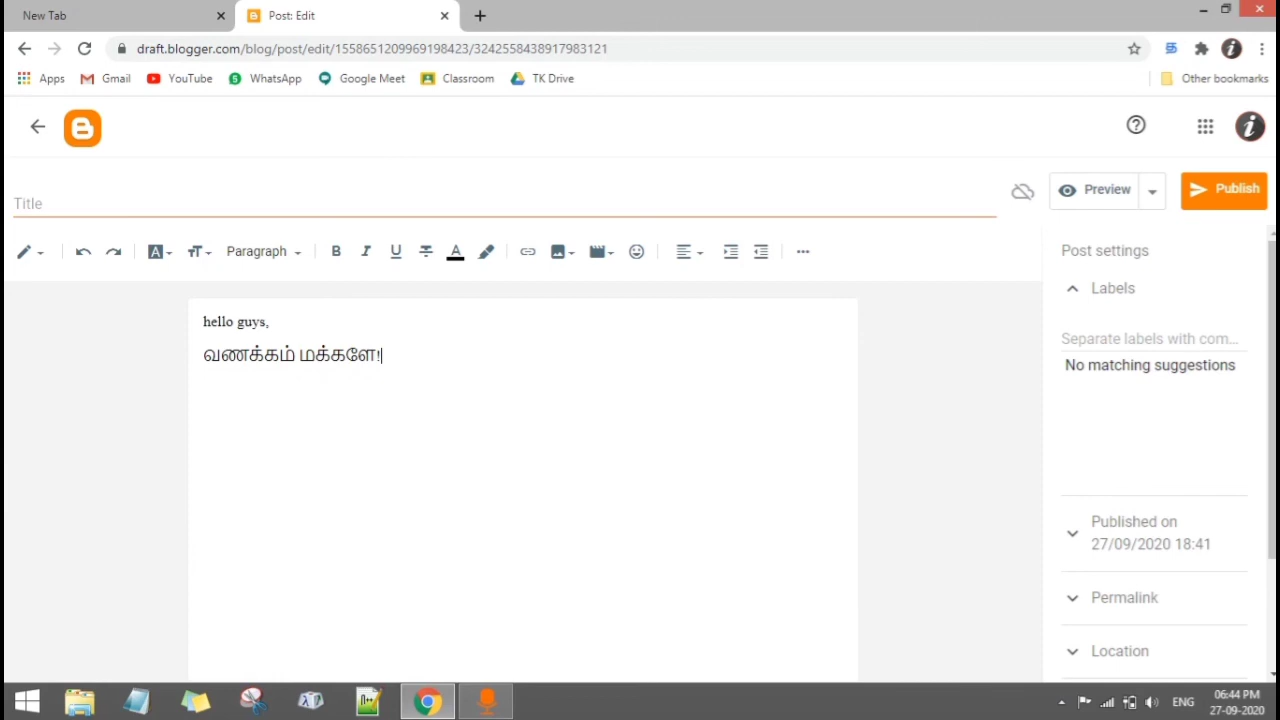 New Tab
Post: Edit
draft.blogger.com/blog/post/edit/1558651209969198423/3242558438917983121
Apps Gmail YouTube WhatsApp Google Meet Classroom TK Drive Other bookmarks
Title
Preview
Publish
Paragraph
B I U A
hello guys,
வணக்கம் மக்களே!
Post settings
Labels
Separate labels with com...
No matching suggestions
Published on
27/09/2020 18:41
Permalink
Location
ENG
06:44 PM
27-09-2020